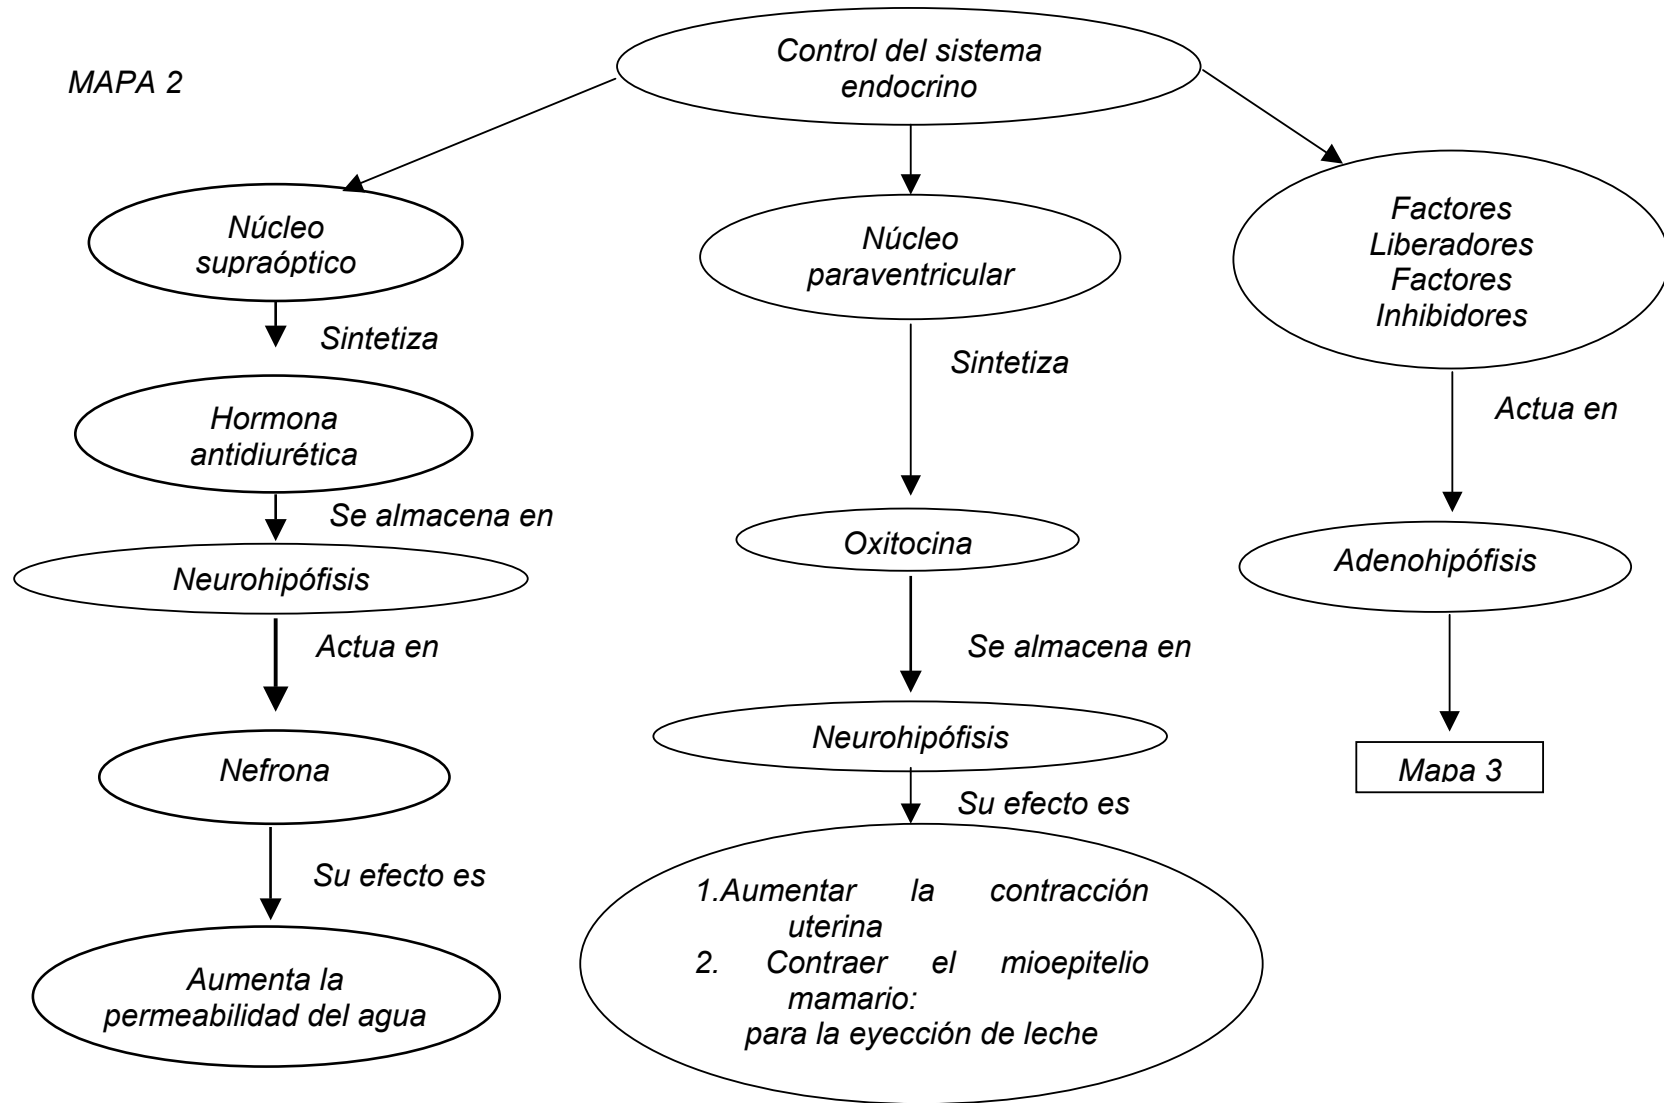 MAPA 2
Control del sistema
endocrino
Núcleo
supraóptico
Sintetiza
Hormona
antidiurética
Se almacena en
Neurohipófisis
Actua en
Nefrona
Su efecto es
Aumenta la
permeabilidad del agua
Núcleo
paraventricular
Sintetiza
Oxitocina
Se almacena en
Neurohipófisis
Su efecto es
1.Aumentar la contracción
uterina
2. Contraer el mioepitelio
mamario:
para la eyección de leche
Factores
Liberadores
Factores
Inhibidores
Actua en
Adenohipófisis
Mapa 3